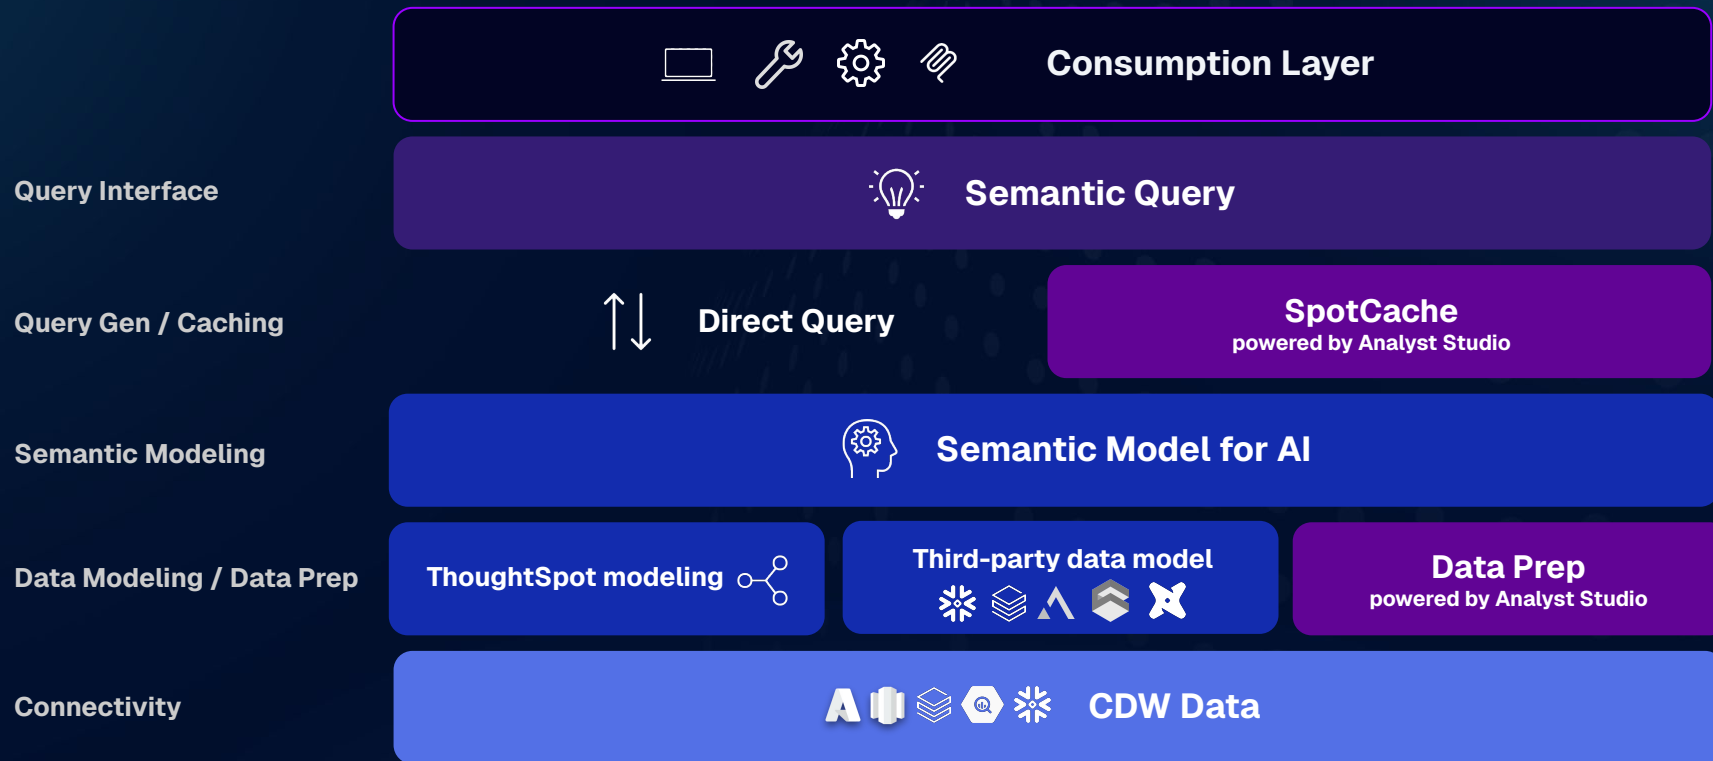 Consumption Layer
Query Interface
Semantic Query
Query Gen / Caching
Direct Query
SpotCache
powered by Analyst Studio
Semantic Modeling
Semantic Model for AI
Data Modeling / Data Prep
ThoughtSpot modeling
Third-party data model
Data Prep
powered by Analyst Studio
Connectivity
CDW Data